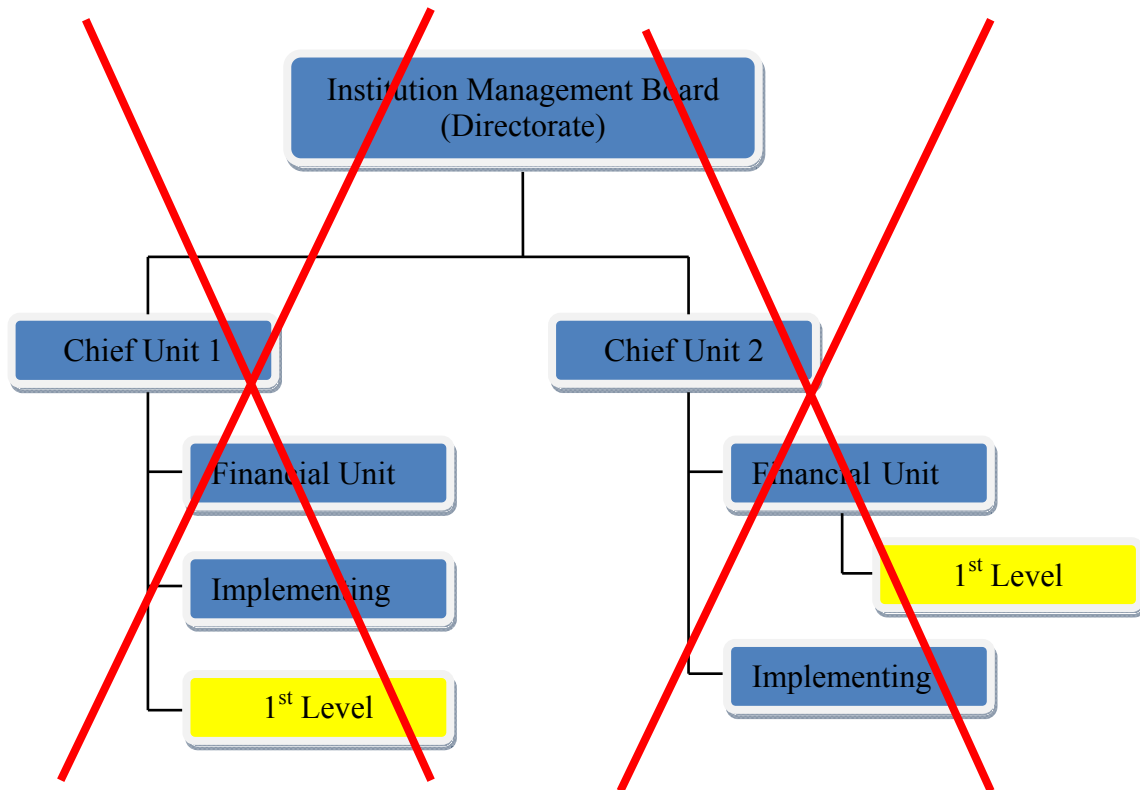 Institution Management Board
(Directorate)
Chief Unit 1
Chief Unit 2
Financial Unit
Financial Unit
1st Level
Implementing
Implementing
1st Level